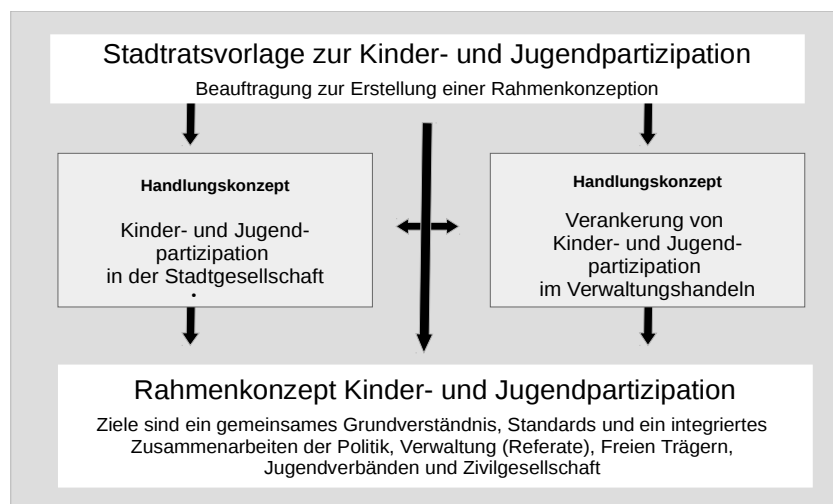 Stadtratsvorlage zur Kinder- und Jugendpartizipation
Beauftragung zur Erstellung einer Rahmenkonzeption
Handlungskonzept
Kinder- und Jugend-
partizipation
in der Stadtgesellschaft
•
Handlungskonzept
Verankerung von
Kinder- und Jugend-
partizipation
im Verwaltungshandeln
Rahmenkonzept Kinder- und Jugendpartizipation
Ziele sind ein gemeinsames Grundverständnis, Standards und ein integriertes
Zusammenarbeiten der Politik, Verwaltung (Referate), Freien Trägern,
Jugendverbänden und Zivilgesellschaft